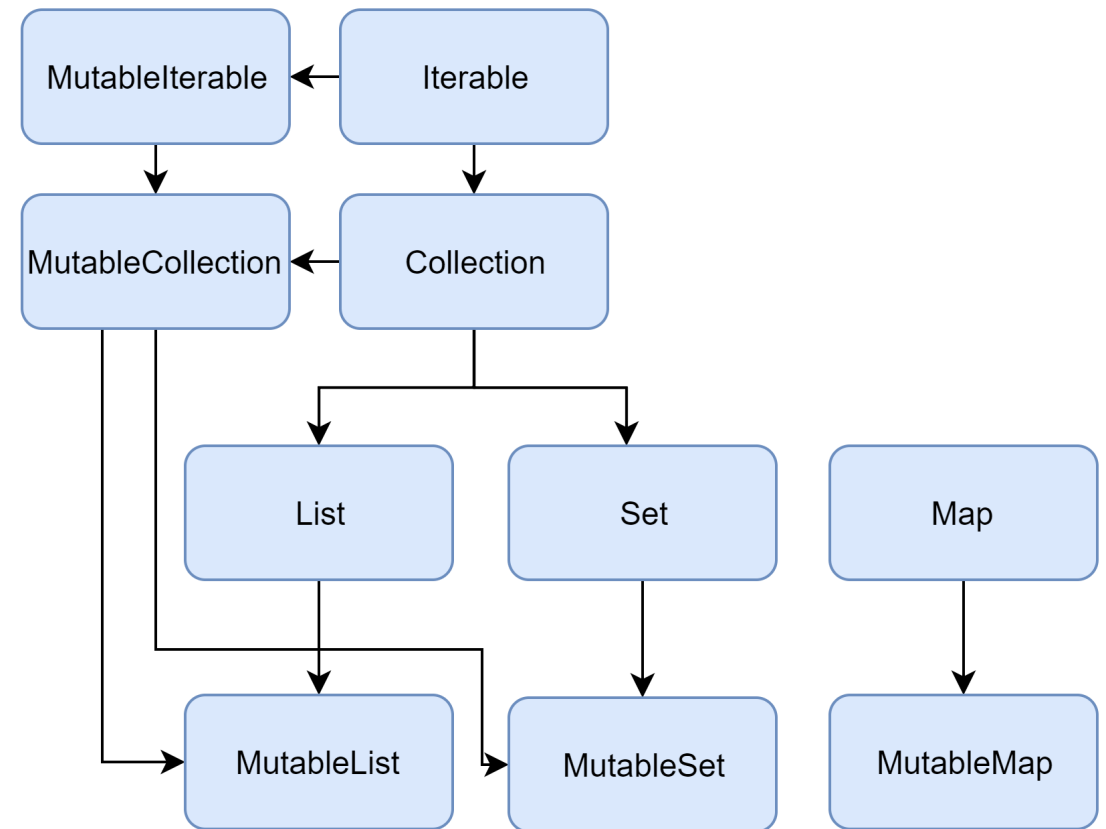 MutableIterable
Iterable
MutableCollection
Collection
List
Set
Map
MutableList
MutableSet
MutableMap